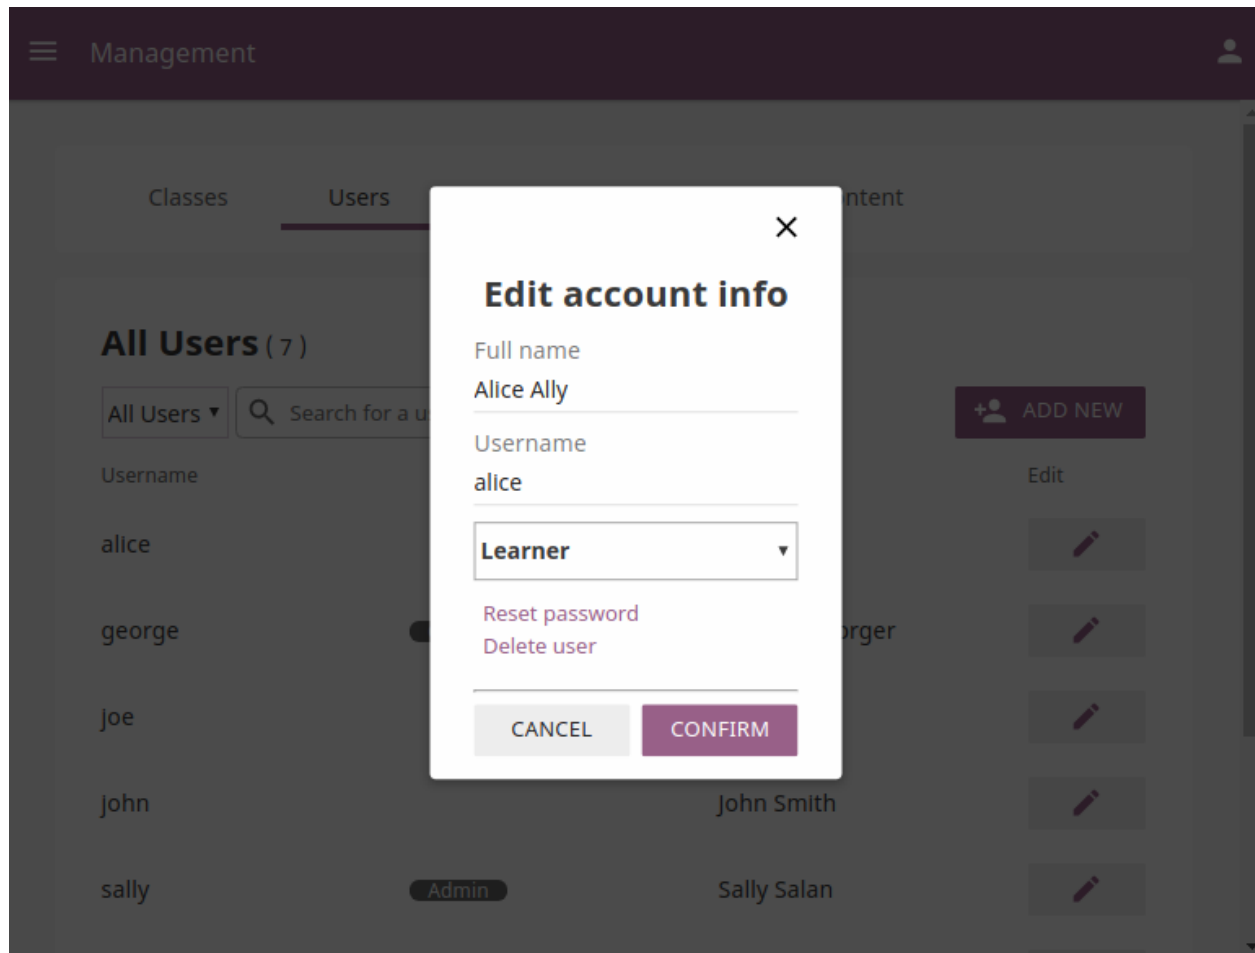 Management
Classes Users ntent
Edit account info
Full name
Alice Ally
Username
alice
Learner
Reset password
Delete user
CANCEL CONFIRM
All Users ( 7 )
All Users Search for a u ADD NEW
Username Edit
alice
george orger
joe
john John Smith
sally Admin Sally Salan